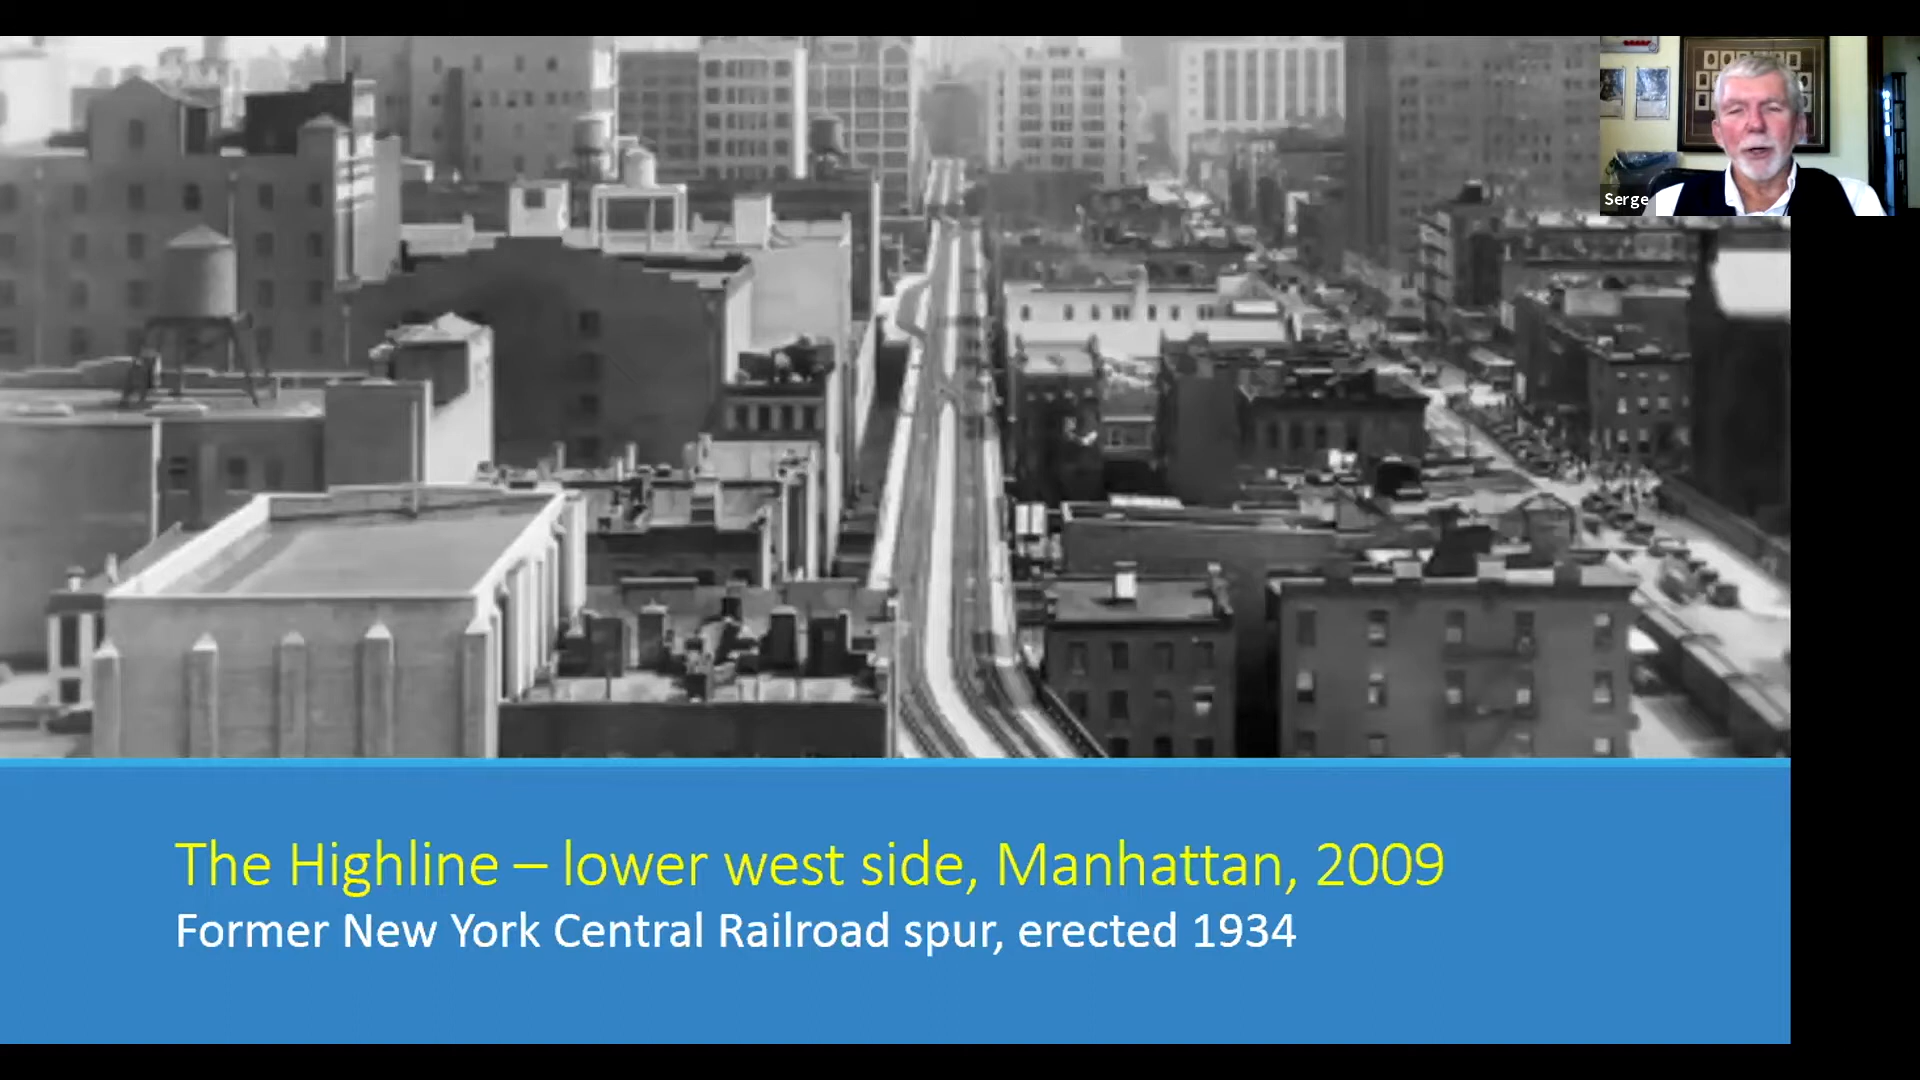 Serge
The Highline – lower west side, Manhattan, 2009
Former New York Central Railroad spur, erected 1934